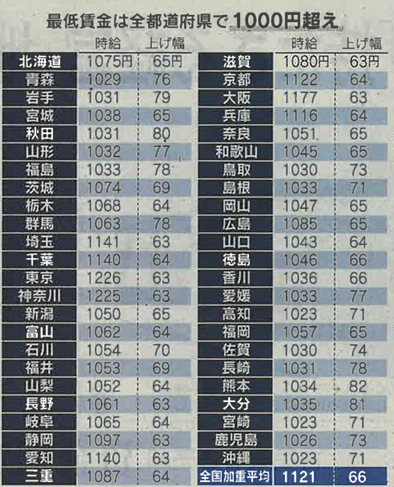 最低賃金は全都道府県で1000円超え
時給 上げ幅 時給 上げ幅
北海道 1075円 65円 滋賀 1080円 63円
青森 1029 76 京都 1122 64
岩手 1031 79 大阪 1177 63
宮城 1038 65 兵庫 1116 64
秋田 1031 80 奈良 1051 65
山形 1032 77 和歌山 1045 65
福島 1033 78 鳥取 1030 73
茨城 1074 69 島根 1033 71
栃木 1068 64 岡山 1047 65
群馬 1063 78 広島 1085 65
埼玉 1141 63 山口 1043 64
千葉 1140 64 徳島 1046 66
東京 1226 63 香川 1036 66
神奈川 1225 63 愛媛 1033 77
新潟 1050 65 高知 1023 71
富山 1062 64 福岡 1057 65
石川 1054 70 佐賀 1030 74
福井 1053 69 長崎 1031 78
山梨 1052 64 熊本 1034 82
長野 1061 63 大分 1035 81
岐阜 1065 64 宮崎 1023 71
静岡 1097 63 鹿児島 1026 73
愛知 1140 63 沖縄 1023 71
三重 1087 64 全国加重平均 1121 66